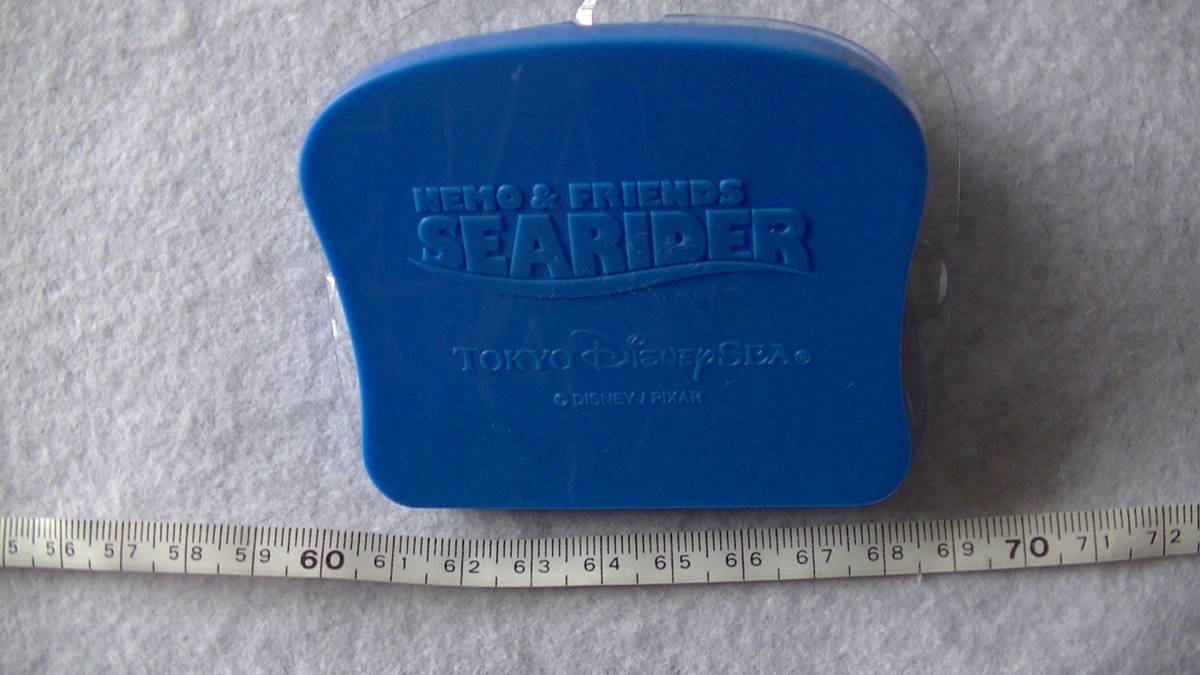 NEMO & FRIENDS
SEARIDER
TOKYO DISNEYSEA®
© DISNEY / PIXAR
5 56 57 58 59 60 61 62 63 64 65 66 67 68 69 70 71 72